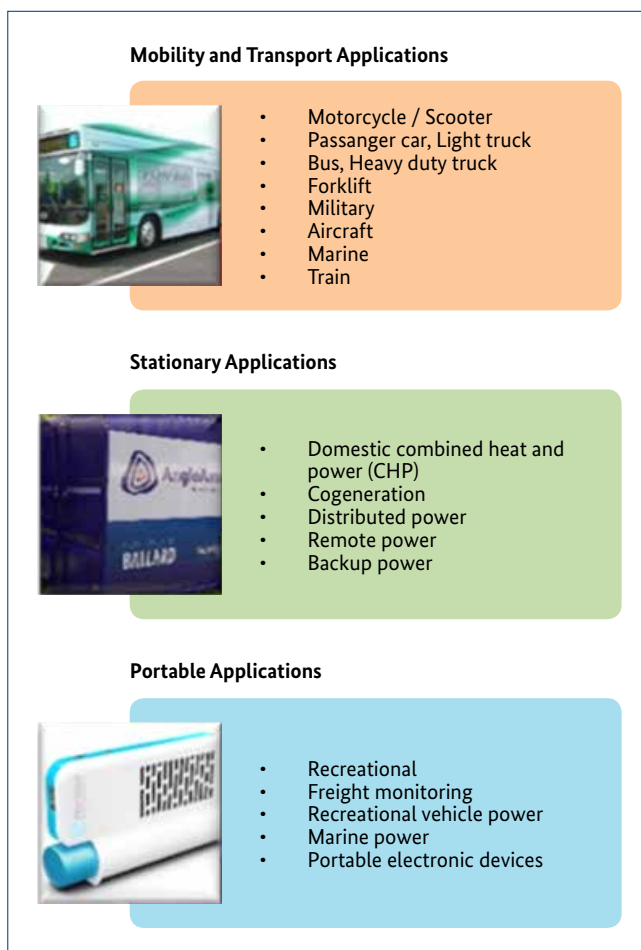 Mobility and Transport Applications
• Motorcycle / Scooter
• Passanger car, Light truck
• Bus, Heavy duty truck
• Forklift
• Military
• Aircraft
• Marine
• Train
Stationary Applications
BALLARD
• Domestic combined heat and
power (CHP)
• Cogeneration
• Distributed power
• Remote power
• Backup power
Portable Applications
• Recreational
• Freight monitoring
• Recreational vehicle power
• Marine power
• Portable electronic devices